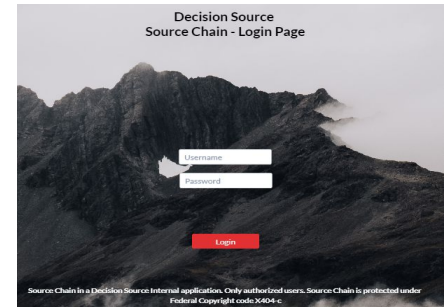 Decision Source
Source Chain - Login Page
Username
Password
Login
Source Chain in a Decision Source Internal application. Only authorized users. Source Chain is protected under
Federal Copyright code X404-c